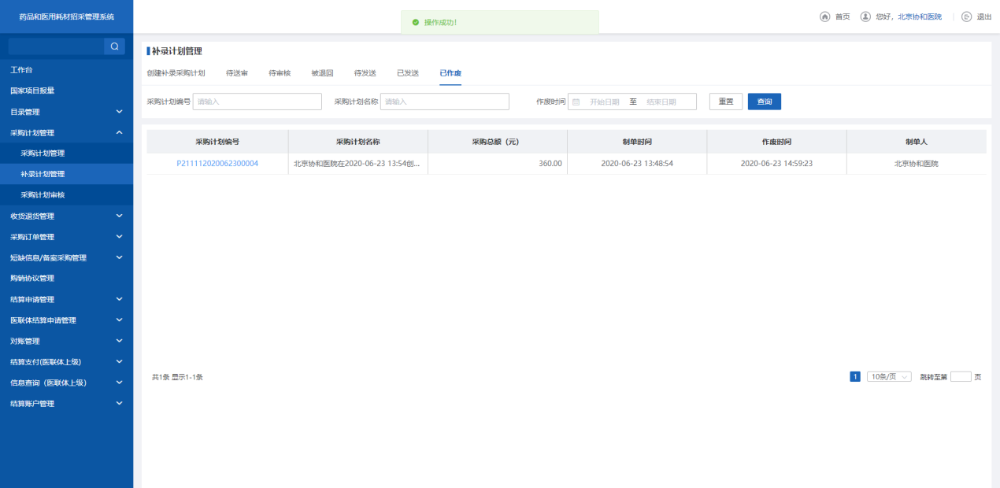 药品和医用耗材招采管理系统
操作成功！
首页 您好，北京协和医院 退出
工作台
国家项目报量
目录管理
采购计划管理
采购计划管理
补录计划管理
采购计划审核
收货退货管理
采购订单管理
短缺信息/备案采购管理
购销协议管理
结算申请管理
医联体结算申请管理
对账管理
结算支付(医联体上级)
信息查询（医联体上级）
结算账户管理
补录计划管理
创建补录采购计划 待送审 待审核 被退回 待发送 已发送 已作废
采购计划编号 请输入 采购计划名称 请输入 作废时间 开始日期 至 结束日期 重置 查询
采购计划编号 采购计划名称 采购总额（元） 制单时间 作废时间 制单人
P211112020062300004 北京协和医院在2020-06-23 13:54创... 360.00 2020-06-23 13:48:54 2020-06-23 14:59:23 北京协和医院
共1条 显示1-1条 1 10条/页 跳转至第 页